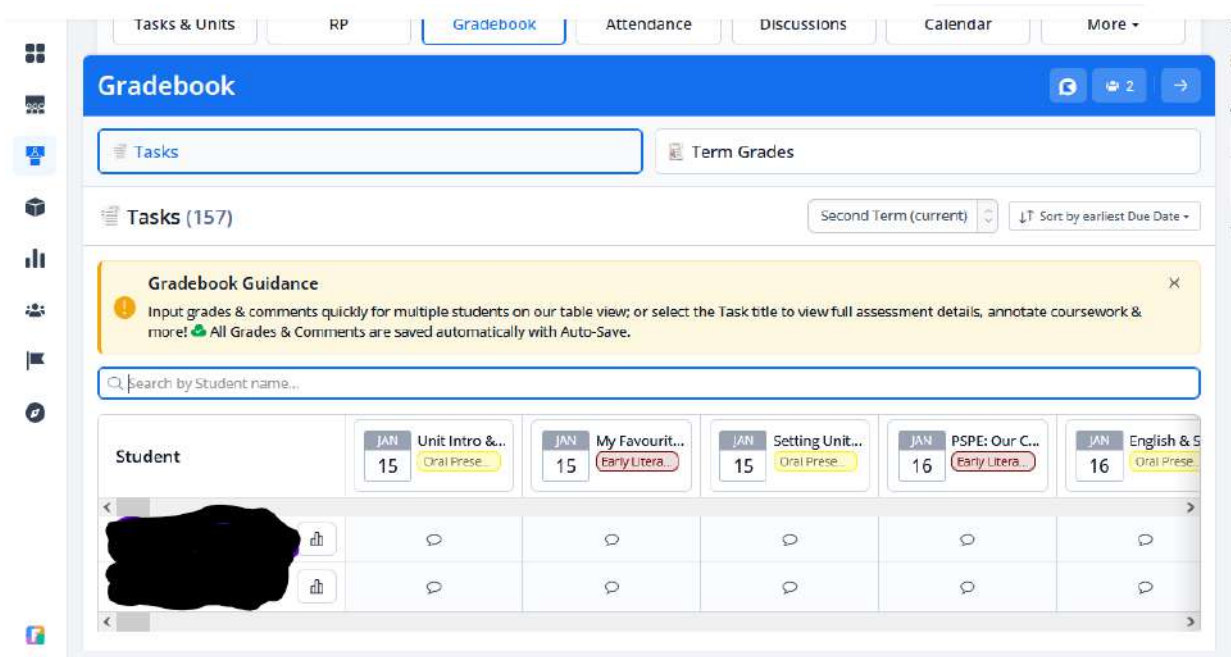 Tasks & Units RP Gradebook Attendance Discussions Calendar More
Gradebook
2
Tasks Term Grades
Tasks (157) Second Term (current) Sort by earliest Due Date
Gradebook Guidance
Input grades & comments quickly for multiple students on our table view; or select the Task title to view full assessment details, annotate coursework &
more! All Grades & Comments are saved automatically with Auto-Save.
Search by Student name...
Student
JAN 15 Unit Intro &...
Oral Prese...
JAN 15 My Favourit...
Early Litera...
JAN 15 Setting Unit...
Oral Prese...
JAN 16 PSPE: Our C...
Early Litera...
JAN 16 English & S
Oral Prese